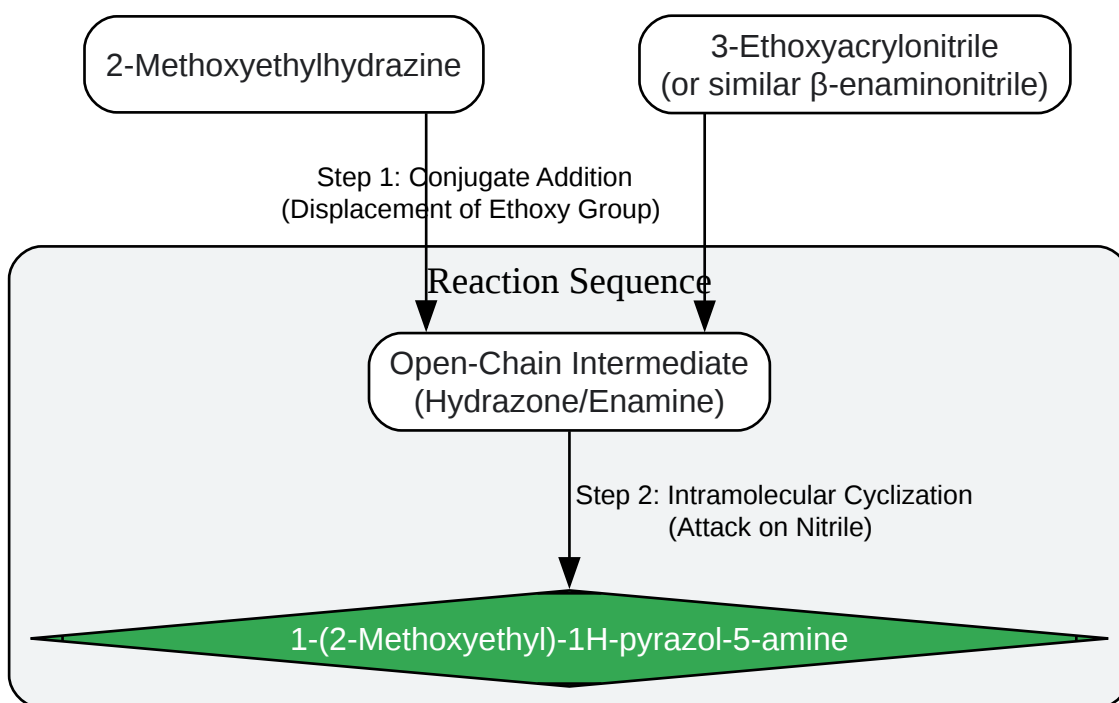 2-Methoxyethylhydrazine
3-Ethoxyacrylonitrile
(or similar β-enaminonitrile)
Step 1: Conjugate Addition
(Displacement of Ethoxy Group)
Reaction Sequence
Open-Chain Intermediate
(Hydrazone/Enamine)
Step 2: Intramolecular Cyclization
(Attack on Nitrile)
1-(2-Methoxyethyl)-1H-pyrazol-5-amine